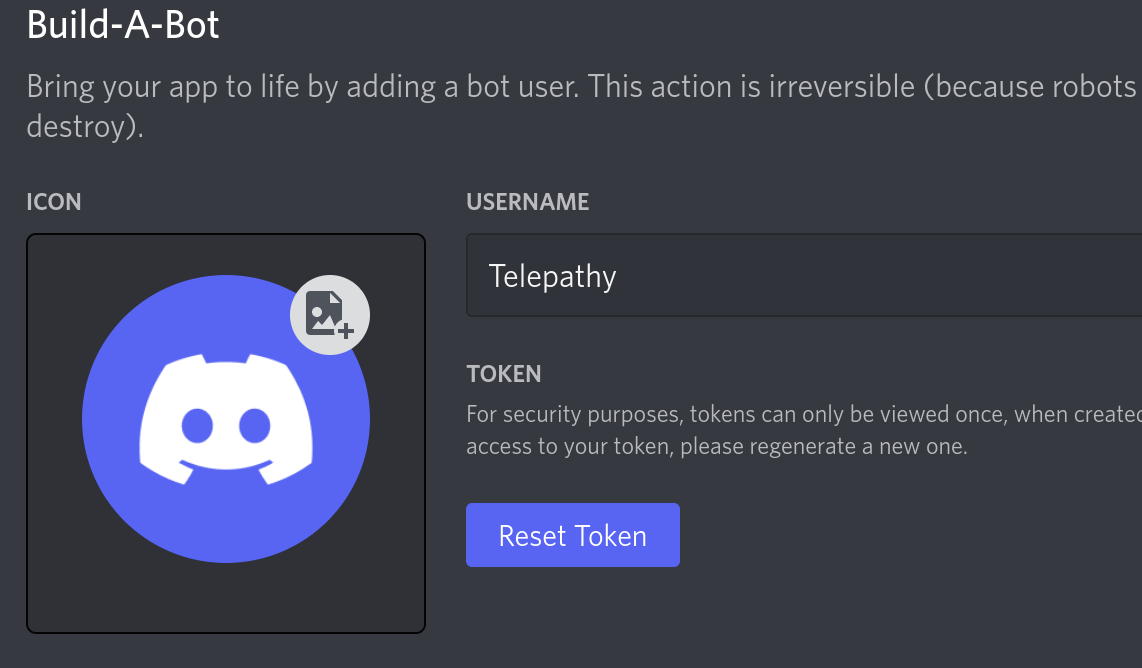 Build-A-Bot
Bring your app to life by adding a bot user. This action is irreversible (because robots
destroy).
ICON
USERNAME
Telepathy
TOKEN
For security purposes, tokens can only be viewed once, when created
access to your token, please regenerate a new one.
Reset Token